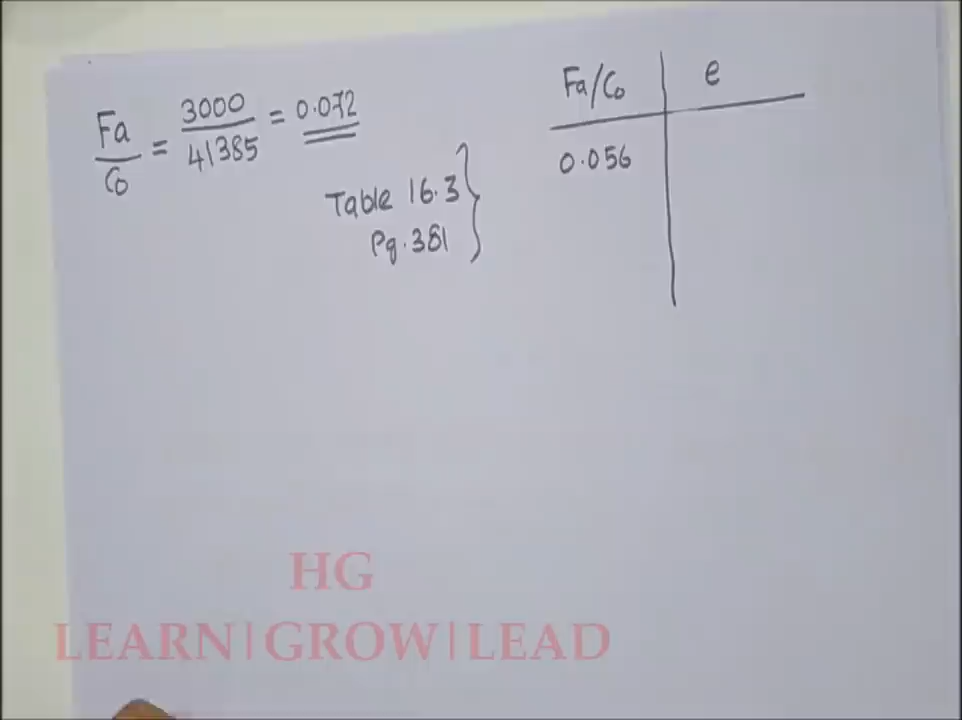 Fa/Co = 3000/41385 = 0.072
Table 16.3
Pg.381
Fa/Co e
0.056
HG
LEARN|GROW|LEAD